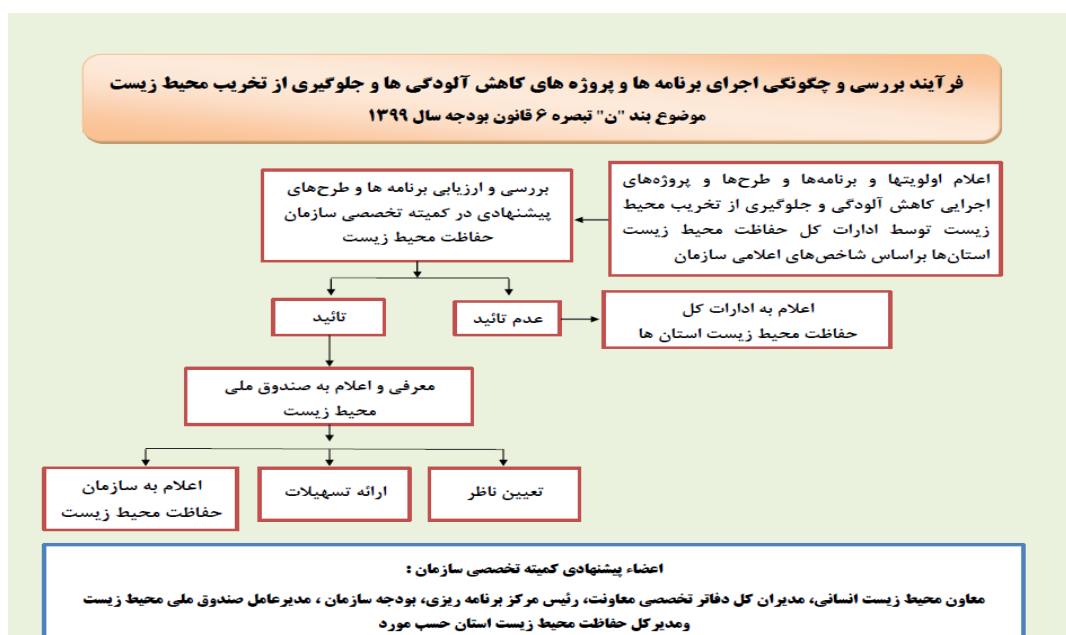 فرآیند بررسی و چگونگی اجرای برنامه ها و پروژه های کاهش آلودگی ها و جلوگیری از تخریب محیط زیست
موضوع بند "ن" تبصره ۶ قانون بودجه سال ۱۳۹۹
اعلام اولویتها و برنامه‌ها و طرح‌ها و پروژه‌های
اجرایی کاهش آلودگی و جلوگیری از تخریب محیط
زیست توسط ادارات کل حفاظت محیط زیست
استان‌ها براساس شاخص‌های اعلامی سازمان
بررسی و ارزیابی برنامه ها و طرح‌های
پیشنهادی در کمیته تخصصی سازمان
حفاظت محیط زیست
تائید
عدم تائید
اعلام به ادارات کل
حفاظت محیط زیست استان ها
معرفی و اعلام به صندوق ملی
محیط زیست
تعیین ناظر
ارائه تسهیلات
اعلام به سازمان
حفاظت محیط زیست
اعضاء پیشنهادی کمیته تخصصی سازمان :
معاون محیط زیست انسانی، مدیران کل دفاتر تخصصی معاونت، رئیس مرکز برنامه ریزی، بودجه سازمان ، مدیرعامل صندوق ملی محیط زیست
ومدیرکل حفاظت محیط زیست استان حسب مورد